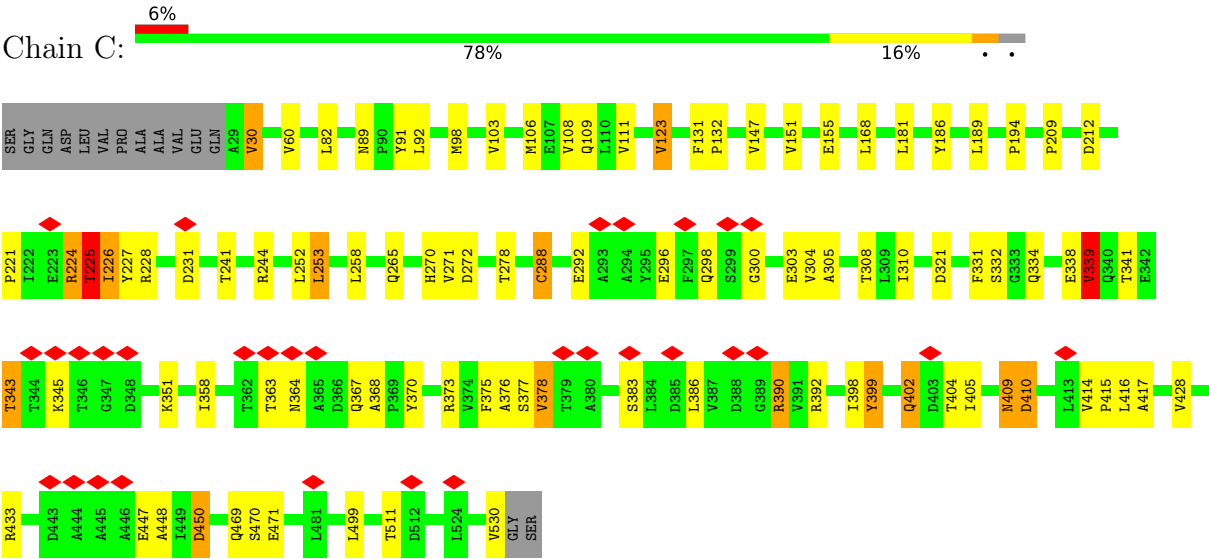 6%
Chain C:
78% 16% • •
SER GLY GLN ASP LEU VAL PRO ALA ALA VAL GLU GLN A29 V30 V60 L82 N89 P90 Y91 L92 M98 V103 M106 E107 V108 Q109 L110 V111 V123 F131 P132 V147 V151 E155 L168 L181 Y186 L189 P194 P209 D212
P221 I222 E223 R224 T225 I226 Y227 R228 D231 T241 R244 L252 L253 L258 Q265 H270 V271 D272 T278 C288 E292 A293 A294 Y295 E296 F297 Q298 S299 G300 E303 V304 A305 T308 L309 I310 D321 F331 S332 G333 Q334 E338 V339 Q340 T341 E342
T343 T344 K345 T346 G347 D348 K351 I358 T362 T363 N364 A365 D366 Q367 A368 P369 Y370 R373 V374 F375 A376 S377 V378 T379 A380 S383 L384 D385 L386 V387 D388 G389 R390 V391 R392 I398 Y399 Q402 D403 T404 I405 N409 D410 L413 V414 P415 L416 A417 V428
R433 D443 A444 A445 A446 E447 A448 I449 D450 Q469 S470 E471 L481 L499 T511 D512 L524 V530 GLY SER